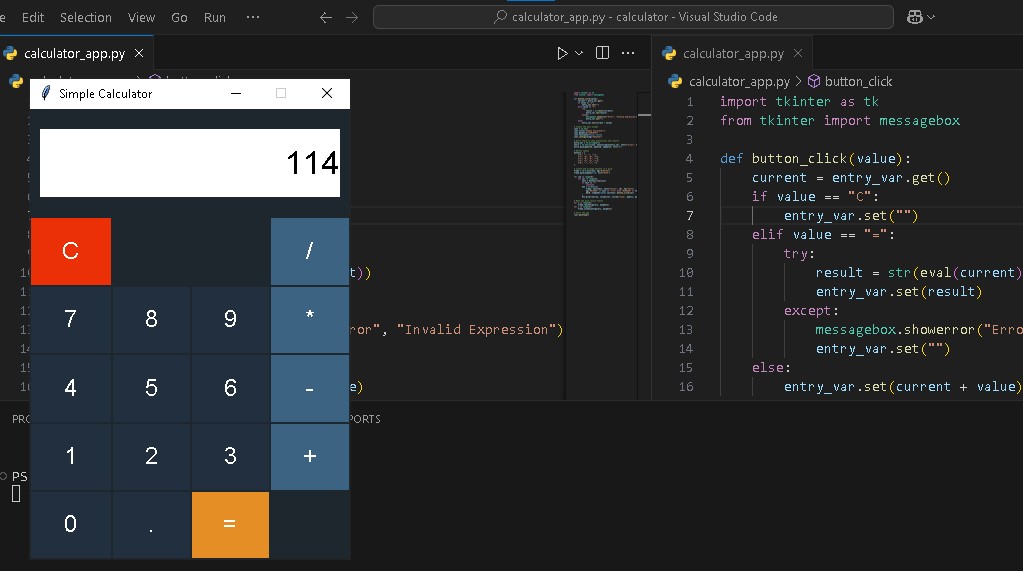 Edit Selection View Go Run ···
calculator_app.py - calculator - Visual Studio Code
calculator_app.py
calculator_app.py
calculator_app.py > button_click
Simple Calculator
114
C /
7 8 9 *
4 5 6 -
1 2 3 +
0 . =
t))
ror", "Invalid Expression")
e)
PORTS
PS
1 import tkinter as tk
2 from tkinter import messagebox
3
4 def button_click(value):
5 current = entry_var.get()
6 if value == "C":
7 entry_var.set("")
8 elif value == "=":
9 try:
10 result = str(eval(current)
11 entry_var.set(result)
12 except:
13 messagebox.showerror("Erro
14 entry_var.set("")
15 else:
16 entry_var.set(current + value)